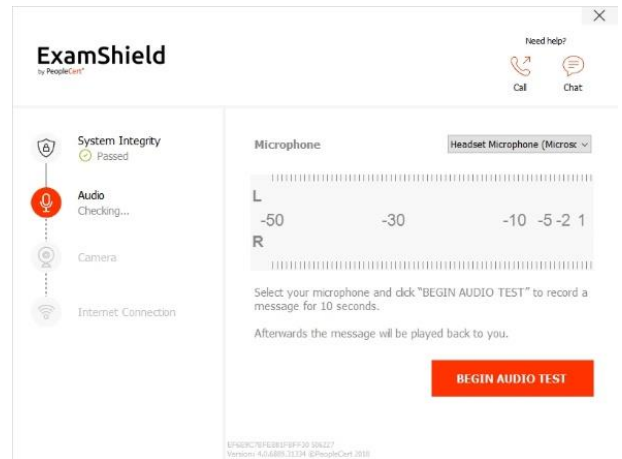 ExamShield
by PeopleCert
Need help?
Call
Chat
System Integrity
Passed
Audio
Checking...
Camera
Internet Connection
Microphone
Headset Microphone (Microsc
L
-50 -30 -10 -5 -2 1
R
Select your microphone and click "BEGIN AUDIO TEST" to record a
message for 10 seconds.
Afterwards the message will be played back to you.
BEGIN AUDIO TEST
©PeopleCert 2018